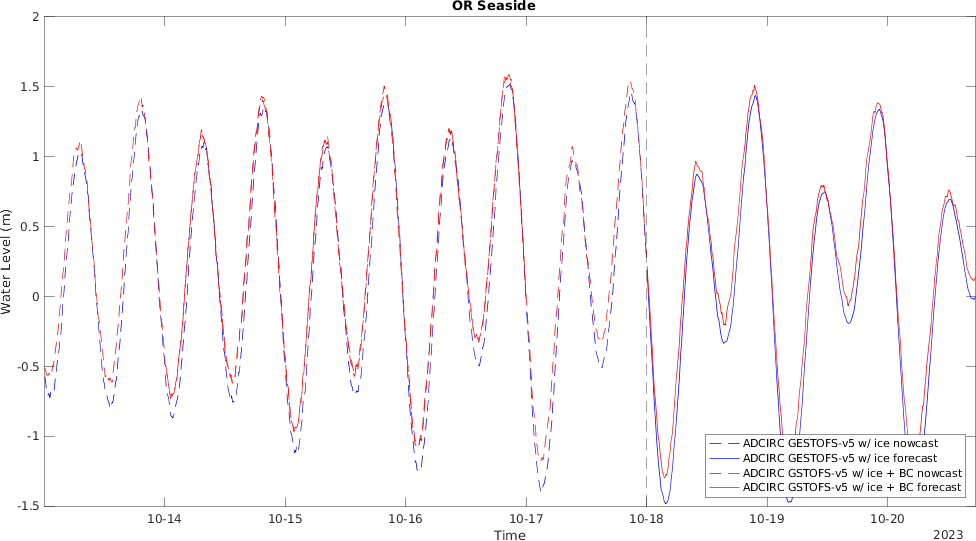 OR Seaside
2
1.5
1
0.5
0
-0.5
-1
-1.5
Water Level (m)
10-14 10-15 10-16 10-17 10-18 10-19 10-20
Time
2023
ADCIRC GESTOFS-v5 w/ ice nowcast
ADCIRC GESTOFS-v5 w/ ice forecast
ADCIRC GSTOFS-v5 w/ ice + BC nowcast
ADCIRC GSTOFS-v5 w/ ice + BC forecast